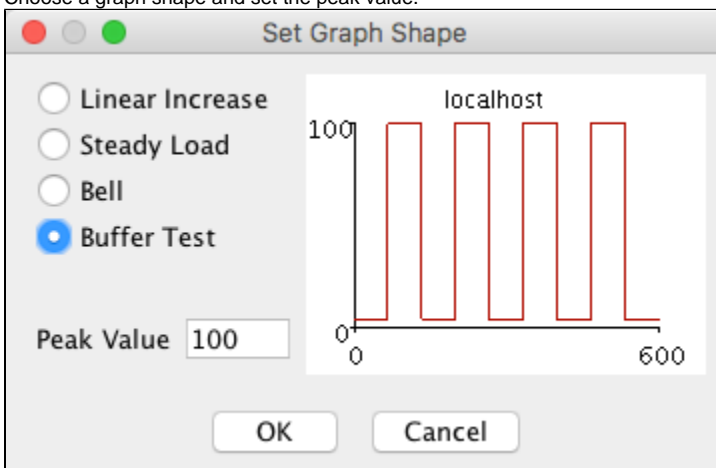 Choose a graph shape and set the peak value.
Set Graph Shape
Linear Increase
Steady Load
Bell
Buffer Test
Peak Value 100
localhost
100
0
0
600
OK
Cancel